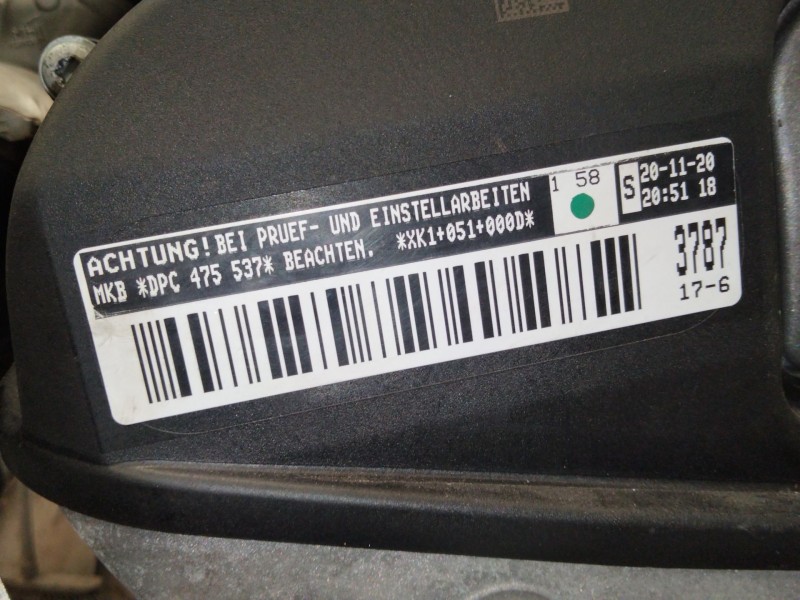 ACHTUNG! BEI PRUEF- UND EINSTELLARBEITEN
MKB *DPC 475 537* BEACHTEN. *XK1+051+000D*
1 58
S
20-11-20
20:51 18
3787
17-6